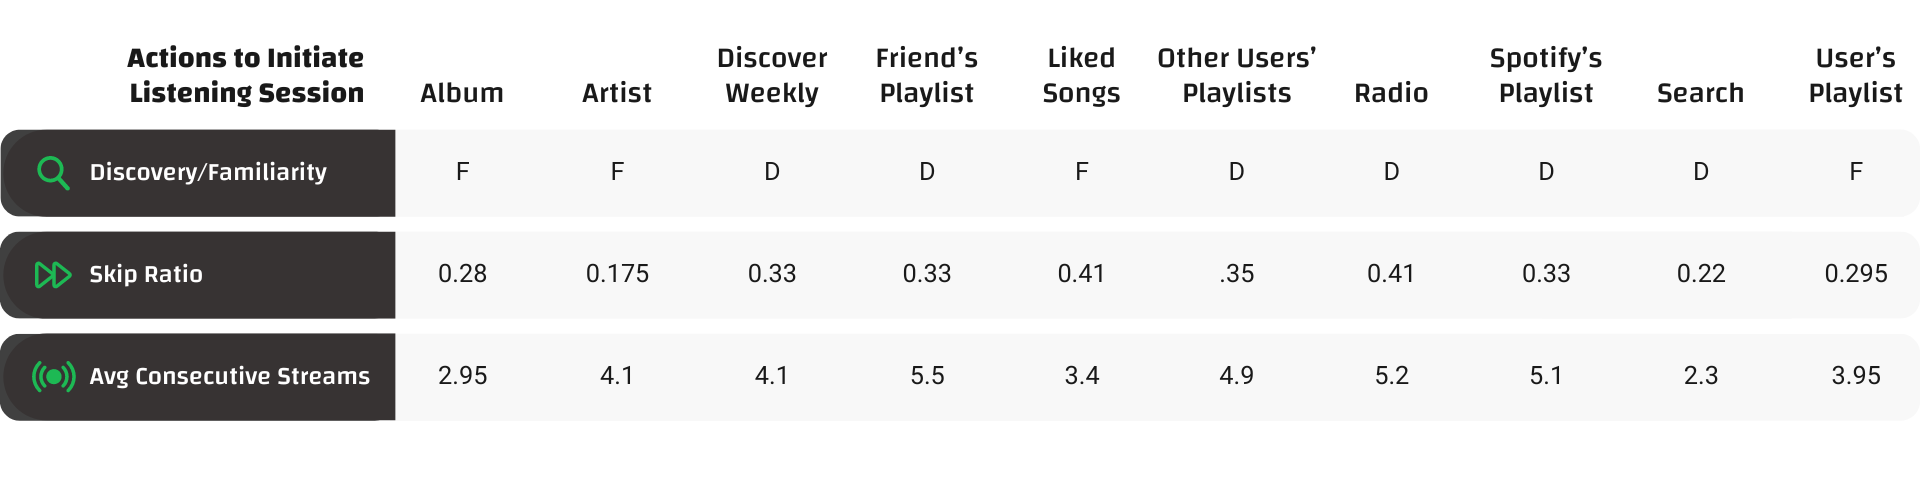 Actions to Initiate
Listening Session
Album
Artist
Discover
Weekly
Friend's
Playlist
Liked
Songs
Other Users'
Playlists
Radio
Spotify's
Playlist
Search
User's
Playlist
Discovery/Familiarity F F D D F D D D D F
Skip Ratio 0.28 0.175 0.33 0.33 0.41 .35 0.41 0.33 0.22 0.295
Avg Consecutive Streams 2.95 4.1 4.1 5.5 3.4 4.9 5.2 5.1 2.3 3.95